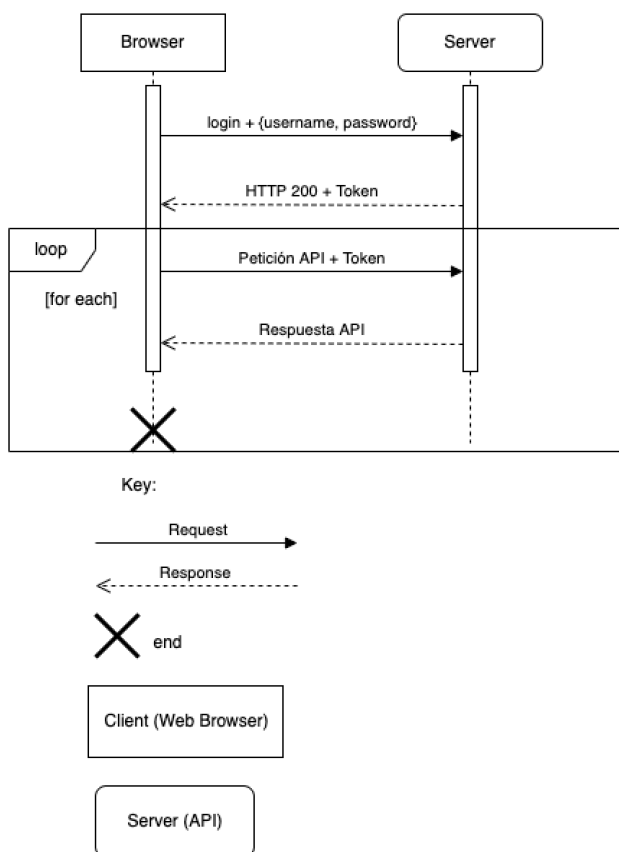 Browser
Server
login + {username, password}
HTTP 200 + Token
loop
Petición API + Token
[for each]
Respuesta API
Key:
Request
Response
end
Client (Web Browser)
Server (API)